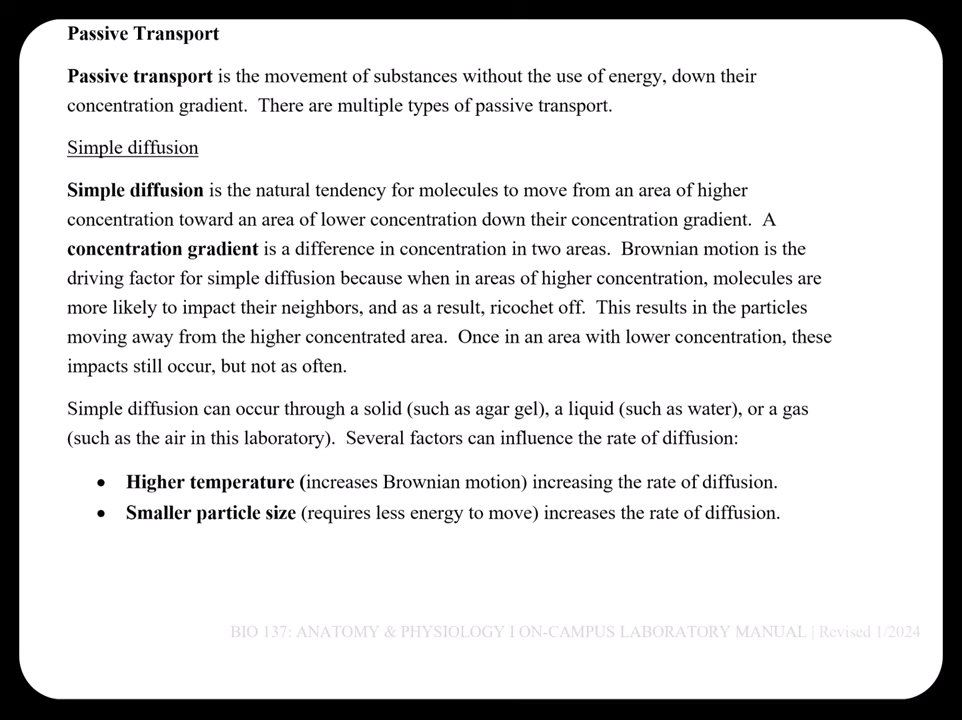 Passive Transport
Passive transport is the movement of substances without the use of energy, down their
concentration gradient.  There are multiple types of passive transport.
Simple diffusion
Simple diffusion is the natural tendency for molecules to move from an area of higher
concentration toward an area of lower concentration down their concentration gradient.  A
concentration gradient is a difference in concentration in two areas.  Brownian motion is the
driving factor for simple diffusion because when in areas of higher concentration, molecules are
more likely to impact their neighbors, and as a result, ricochet off.  This results in the particles
moving away from the higher concentrated area.  Once in an area with lower concentration, these
impacts still occur, but not as often.
Simple diffusion can occur through a solid (such as agar gel), a liquid (such as water), or a gas
(such as the air in this laboratory).  Several factors can influence the rate of diffusion:
• Higher temperature (increases Brownian motion) increasing the rate of diffusion.
• Smaller particle size (requires less energy to move) increases the rate of diffusion.
BIO 137: ANATOMY & PHYSIOLOGY I ON-CAMPUS LABORATORY MANUAL | Revised 1/2024